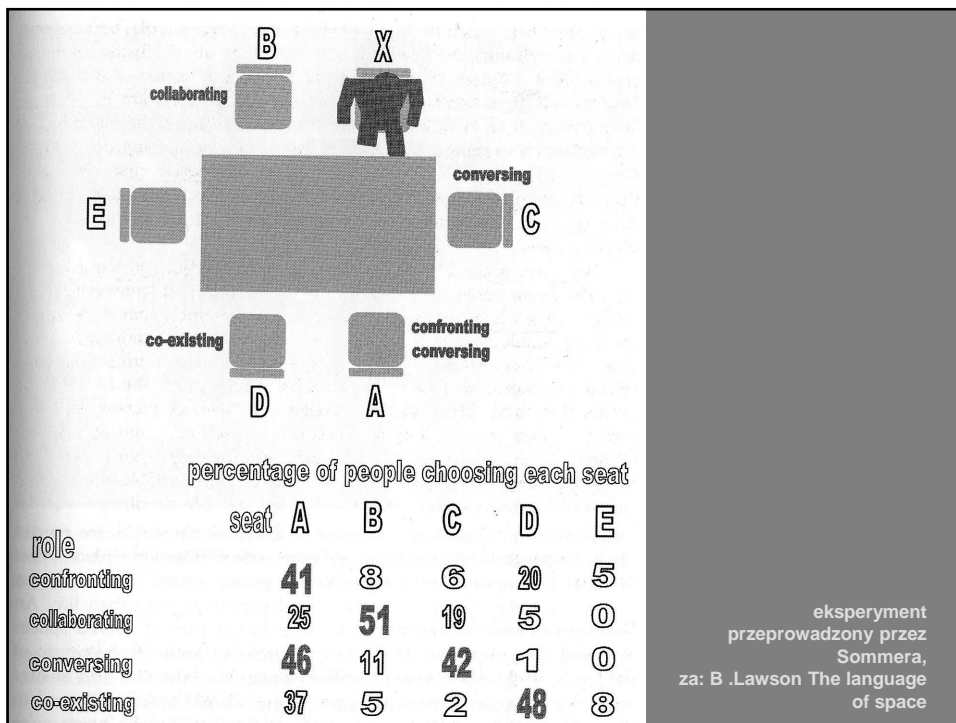 B X
collaborating
conversing
E C
co-existing
confronting
conversing
D A
percentage of people choosing each seat
seat A B C D E
role
confronting 41 8 6 20 5
collaborating 25 51 19 5 0
conversing 46 11 42 1 0
co-existing 37 5 2 48 8
eksperyment
przeprowadzony przez
Sommera,
za: B .Lawson The language
of space